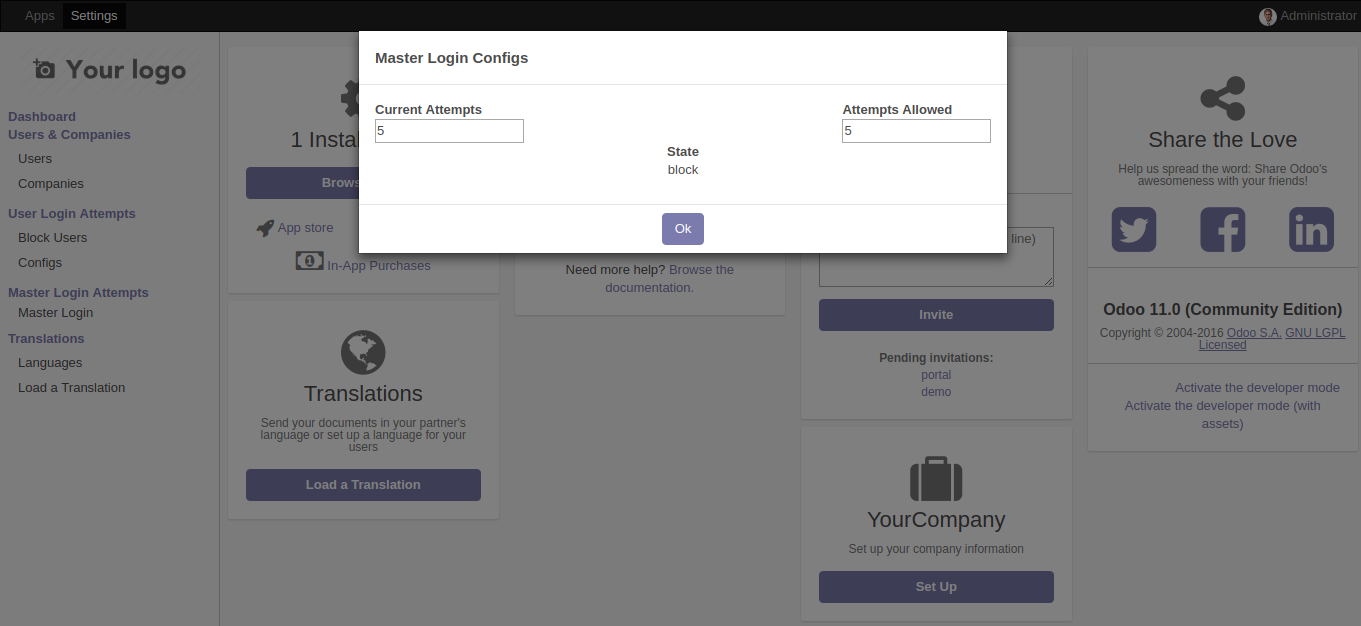 Apps Settings Administrator
Your logo
Dashboard
Users & Companies
Users
Companies
User Login Attempts
Block Users
Configs
Master Login Attempts
Master Login
Translations
Languages
Load a Translation
Master Login Configs
Current Attempts
5
Attempts Allowed
5
State
block
Ok
1 Instal
Brows
App store
1
In-App Purchases
Translations
Send your documents in your partner's
language or set up a language for your
users
Load a Translation
Need more help? Browse the
documentation.
line)
Invite
Pending invitations:
portal
demo
YourCompany
Set up your company information
Set Up
Share the Love
Help us spread the word: Share Odoo's
awesomeness with your friends!
f
in
Odoo 11.0 (Community Edition)
Copyright © 2004-2016 Odoo S.A. GNU LGPL
Licensed
Activate the developer mode
Activate the developer mode (with
assets)